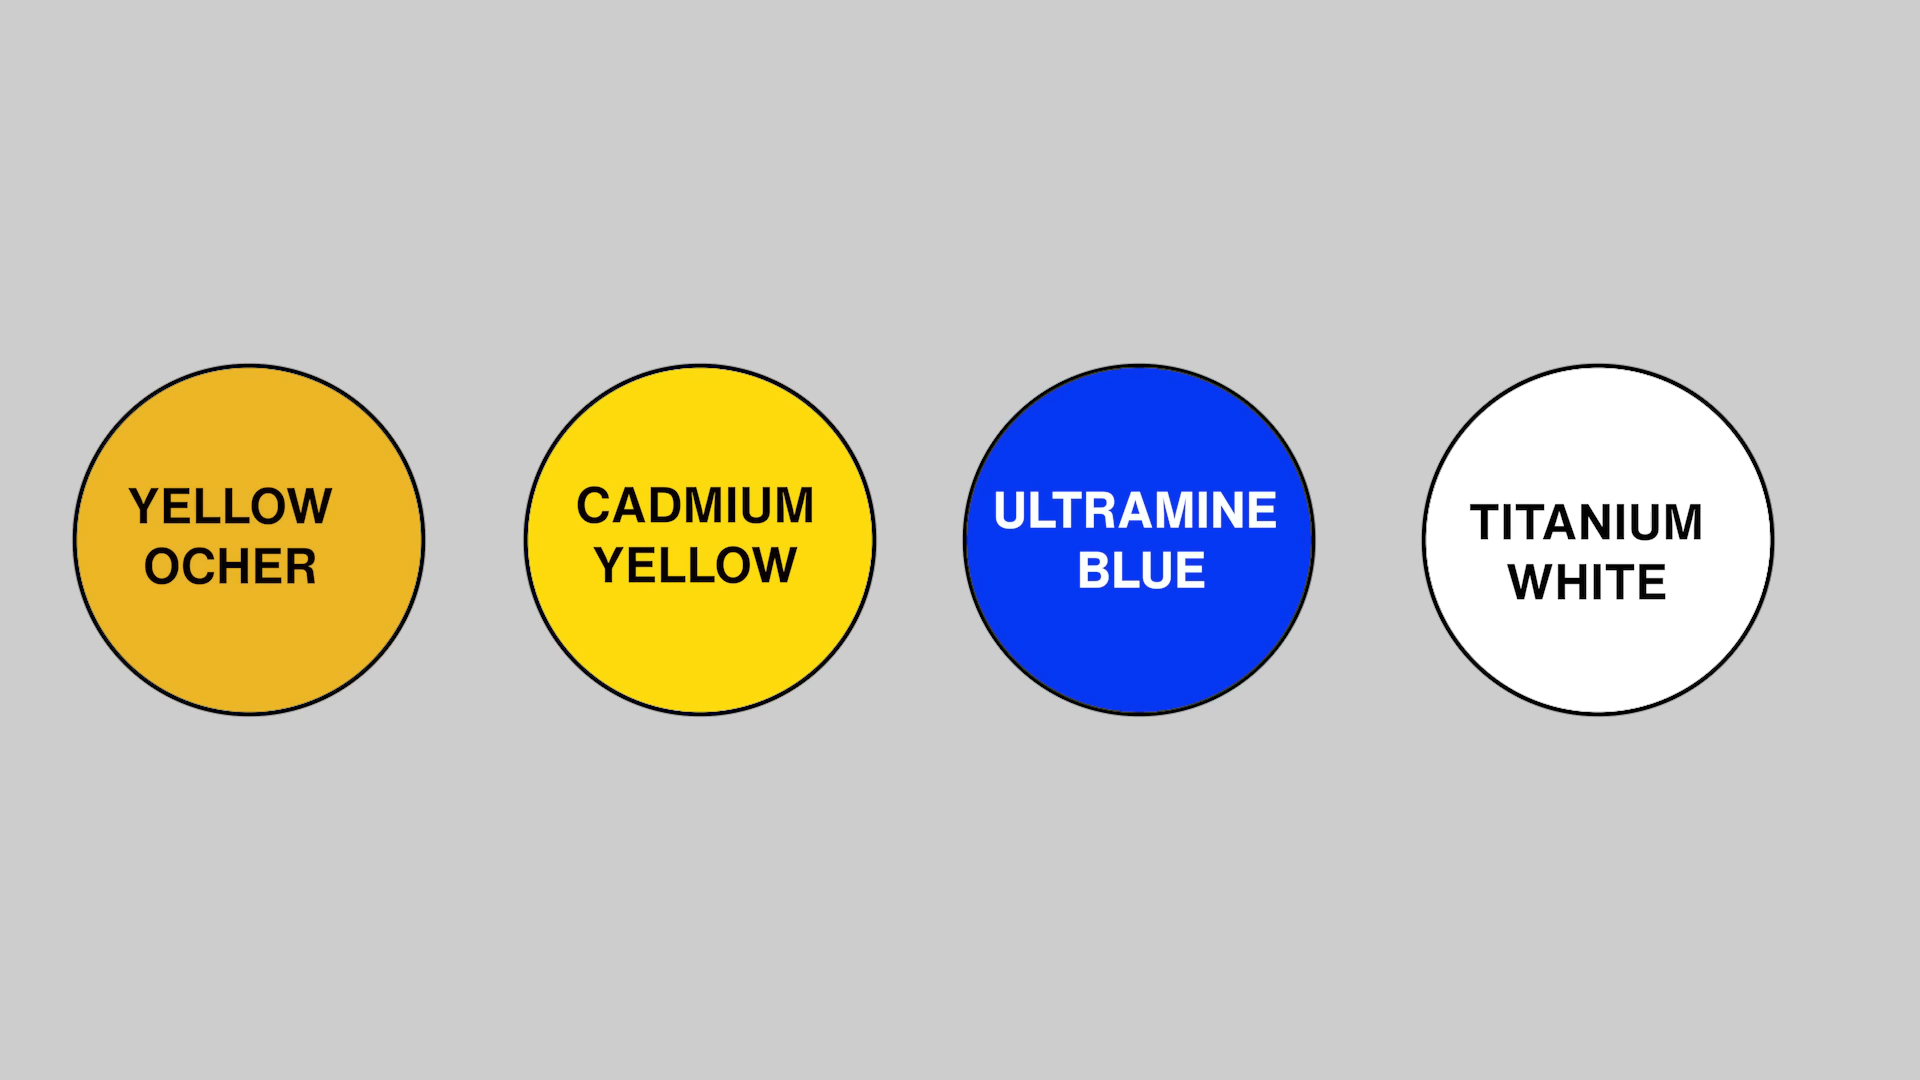 YELLOW
OCHER
CADMIUM
YELLOW
ULTRAMINE
BLUE
TITANIUM
WHITE